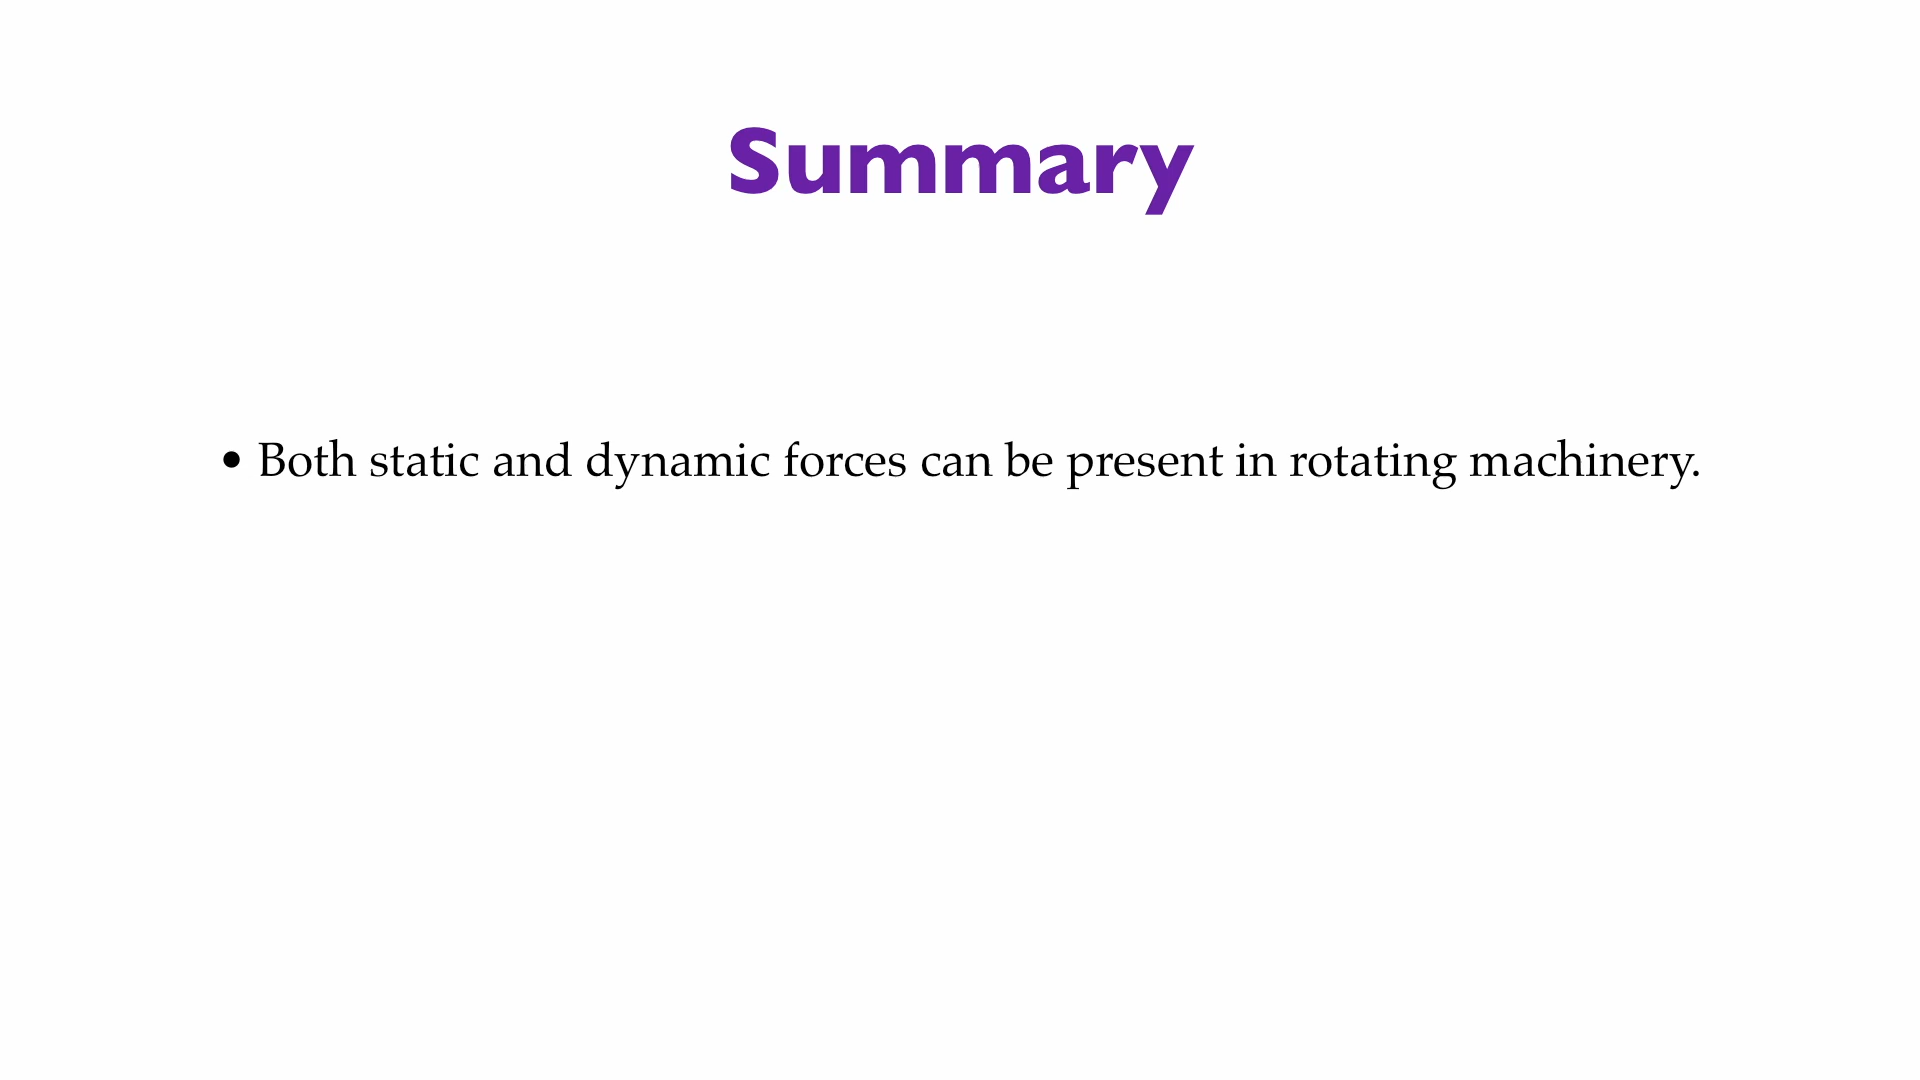 Summary
• Both static and dynamic forces can be present in rotating machinery.